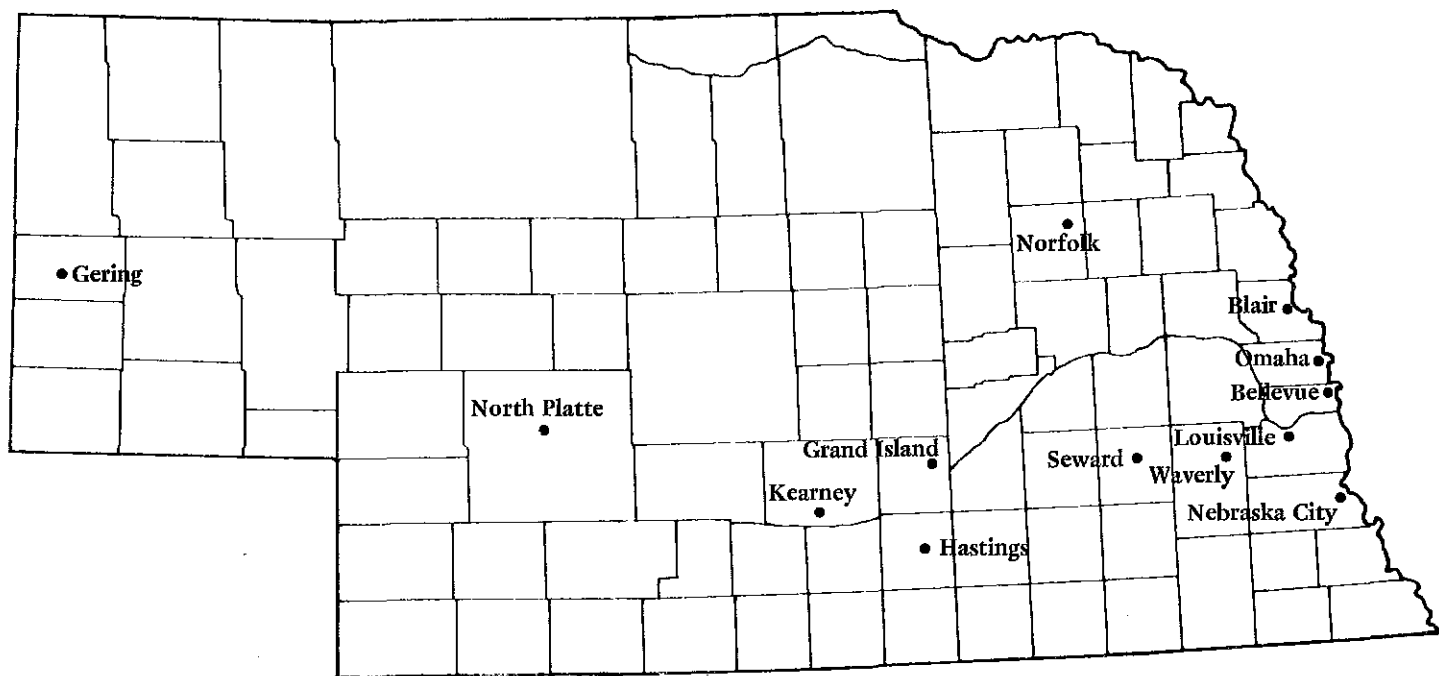 Norfolk
Gering
Blair
Omaha
Bellevue
North Platte
Louisville
Grand Island
Seward
Waverly
Kearney
Nebraska City
Hastings